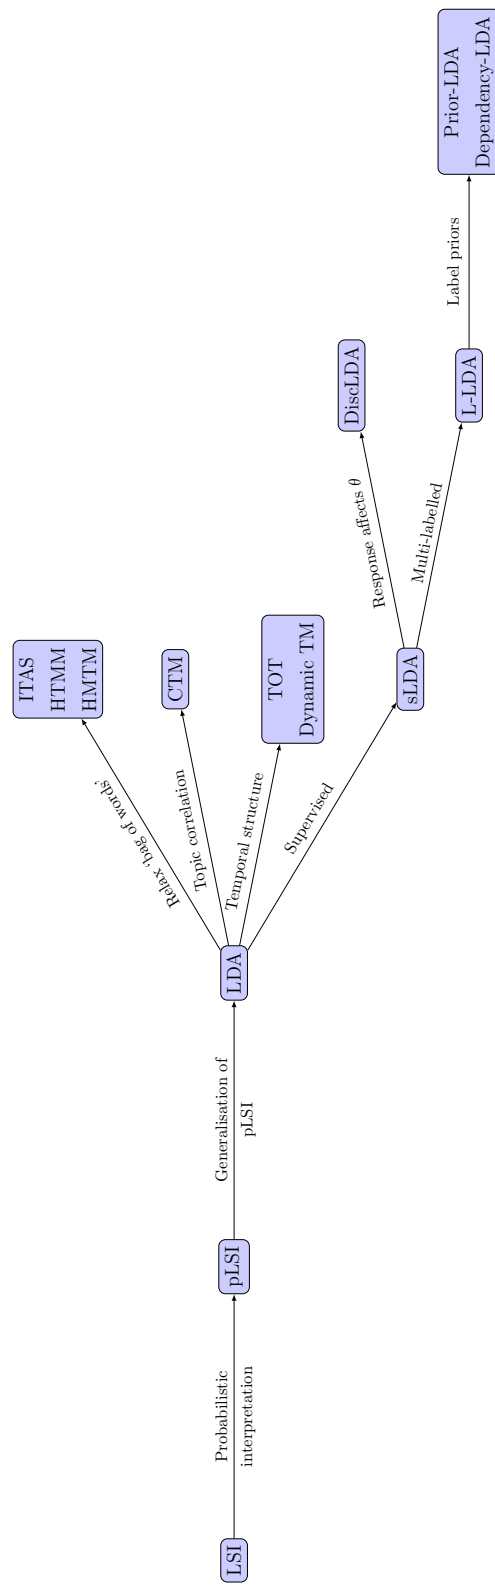 LSI
Probabilistic
interpretation
pLSI
Generalisation of
pLSI
LDA
Relax ‘bag of words’
ITAS
HTMM
HMTM
Topic correlation
CTM
Temporal structure
TOT
Dynamic TM
Supervised
sLDA
Response affects θ
DiscLDA
Multi-labelled
L-LDA
Label priors
Prior-LDA
Dependency-LDA